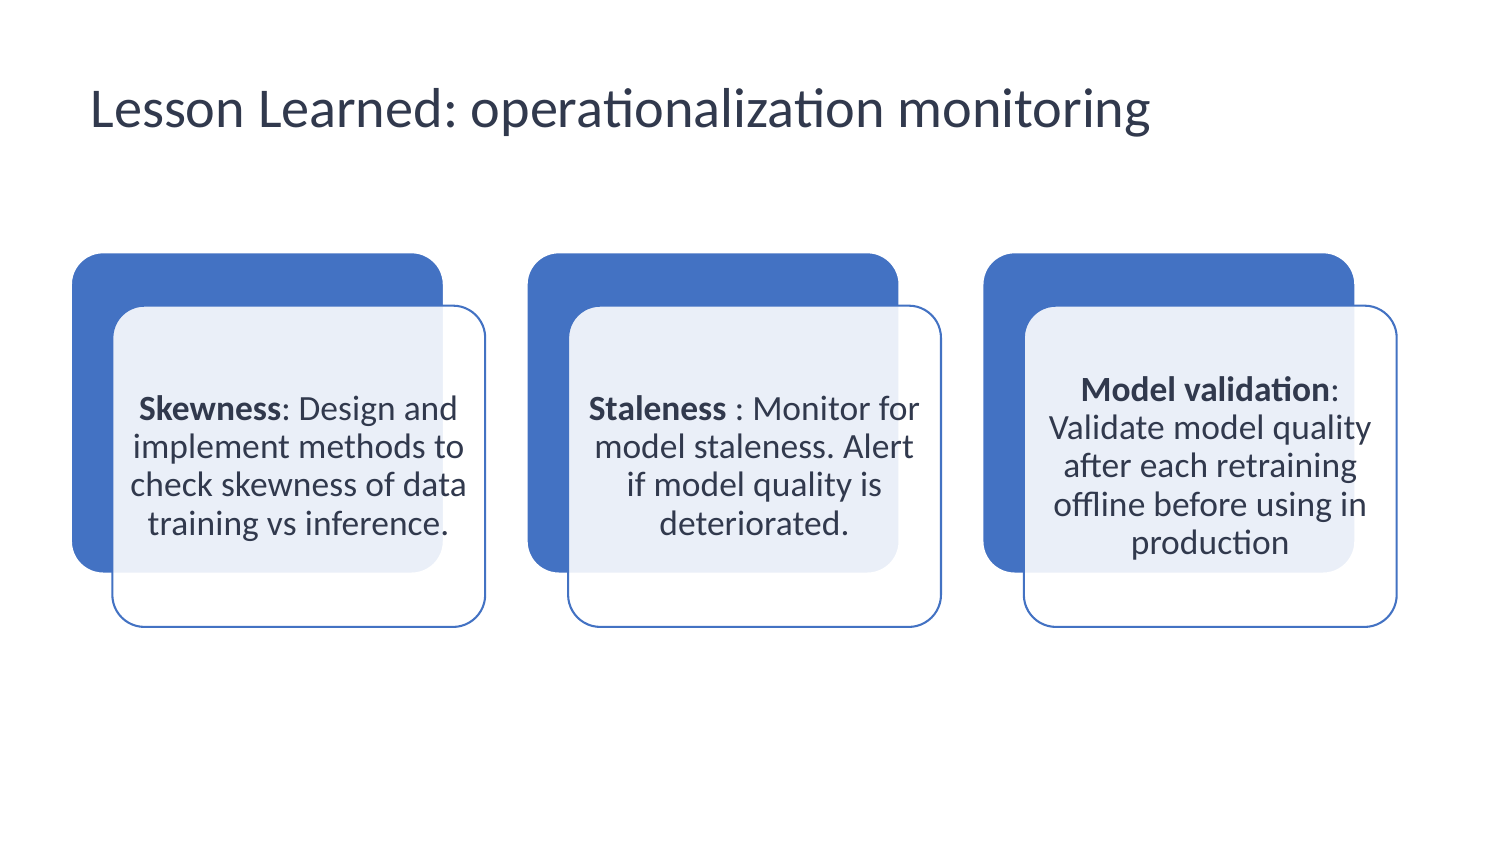 Lesson Learned: operationalization monitoring
Skewness: Design and
implement methods to
check skewness of data
training vs inference.
Staleness : Monitor for
model staleness. Alert
if model quality is
deteriorated.
Model validation:
Validate model quality
after each retraining
offline before using in
production